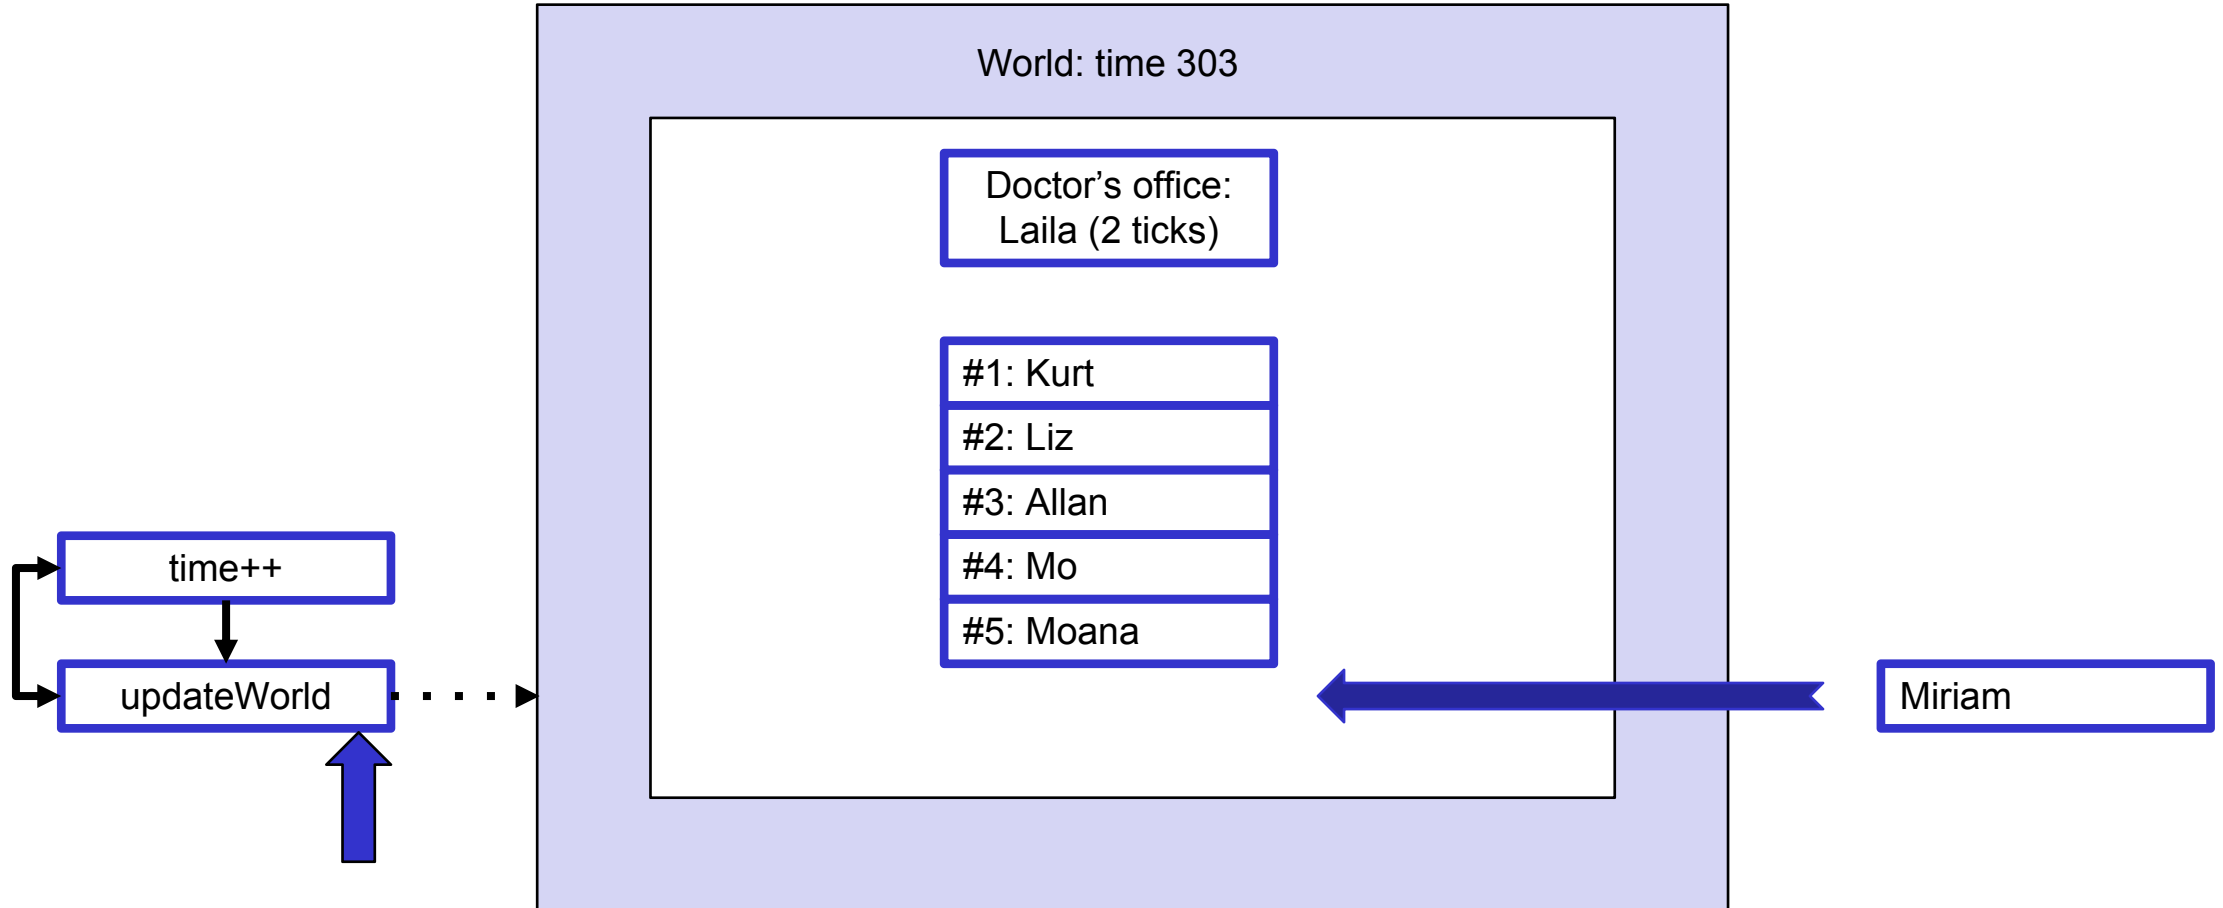 World: time 303
Doctor’s office:
Laila (2 ticks)
#1: Kurt
#2: Liz
#3: Allan
#4: Mo
#5: Moana
time++
updateWorld
Miriam